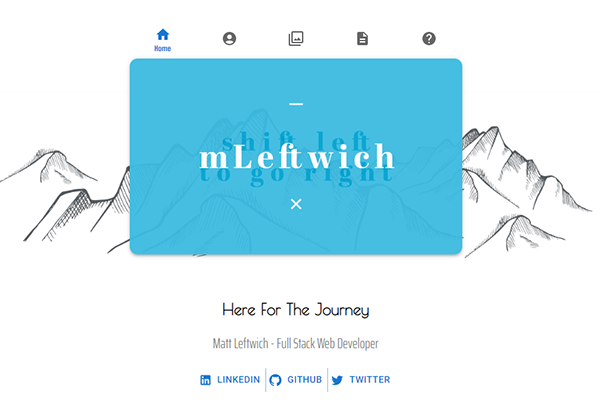 Home
shift left
mLeftwich
to go right
Here For The Journey
Matt Leftwich - Full Stack Web Developer
LINKEDIN
GITHUB
TWITTER